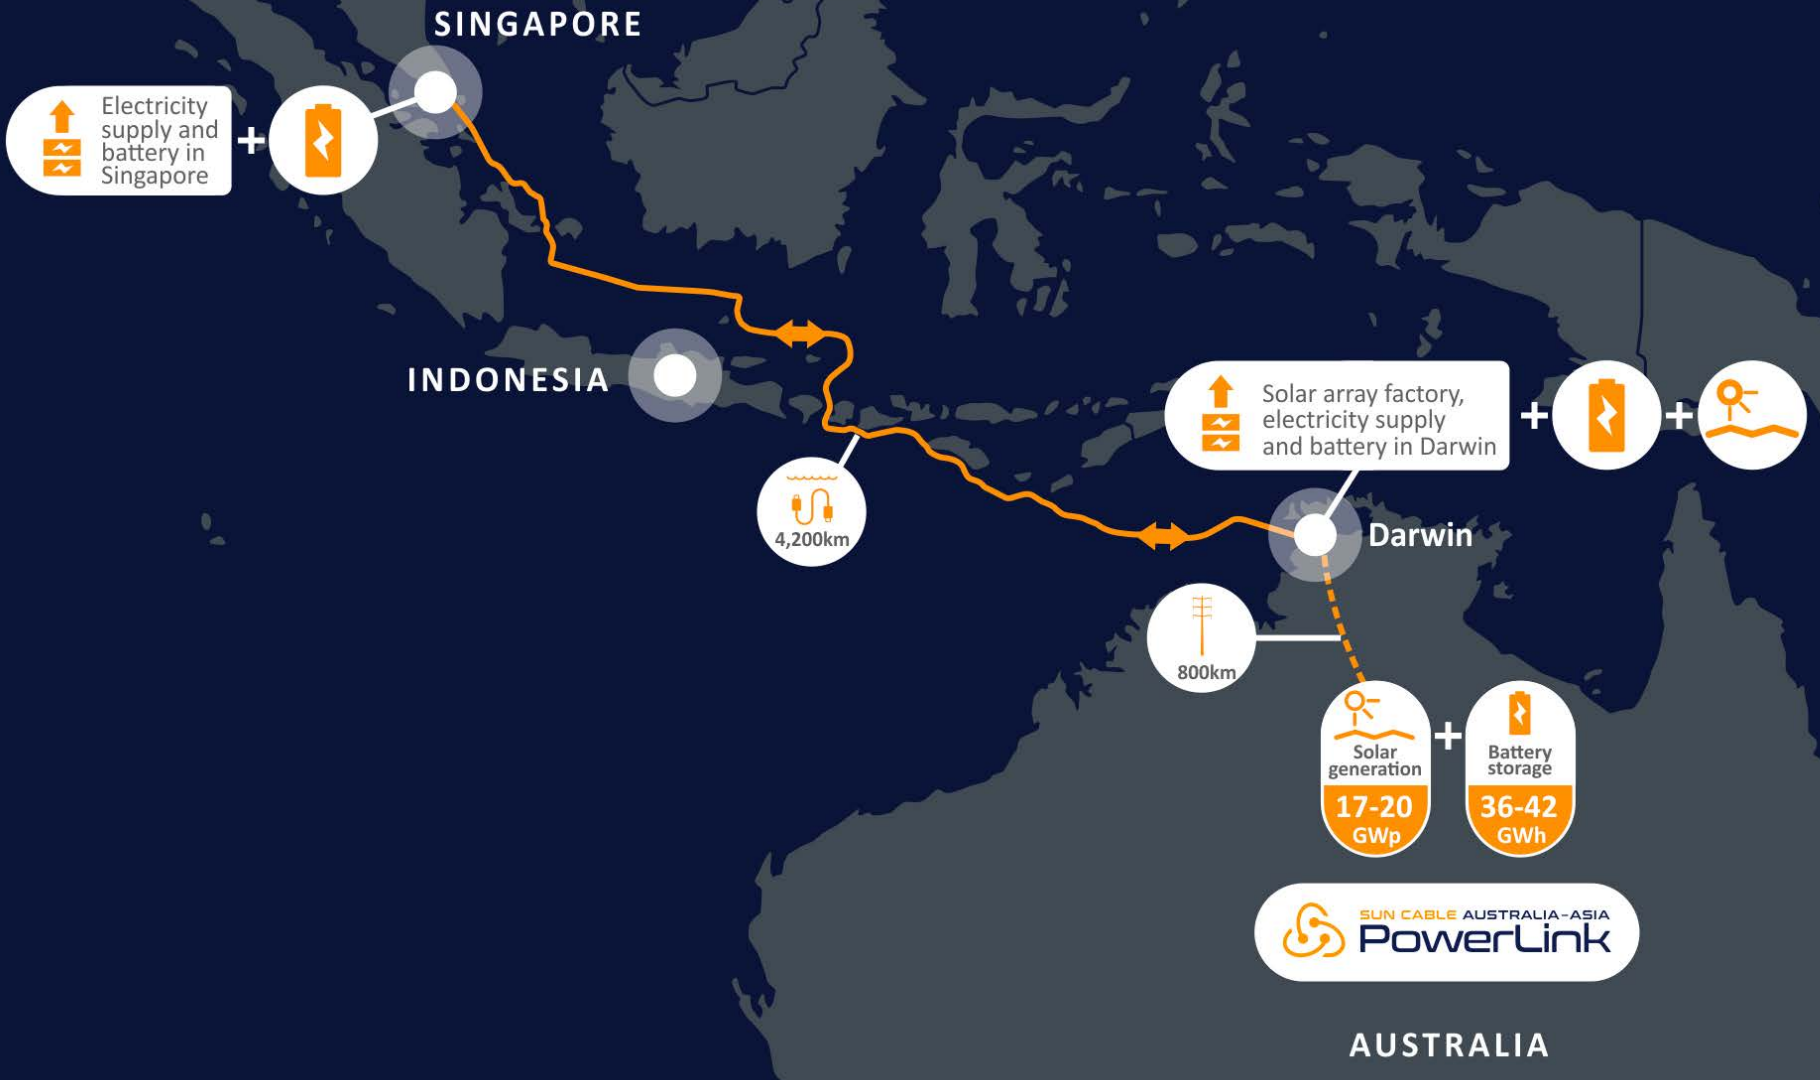 SINGAPORE
Electricity
supply and
battery in
Singapore
INDONESIA
4,200km
Solar array factory,
electricity supply
and battery in Darwin
Darwin
800km
Solar
generation
17-20
GWp
Battery
storage
36-42
GWh
SUN CABLE AUSTRALIA-ASIA
PowerLink
AUSTRALIA